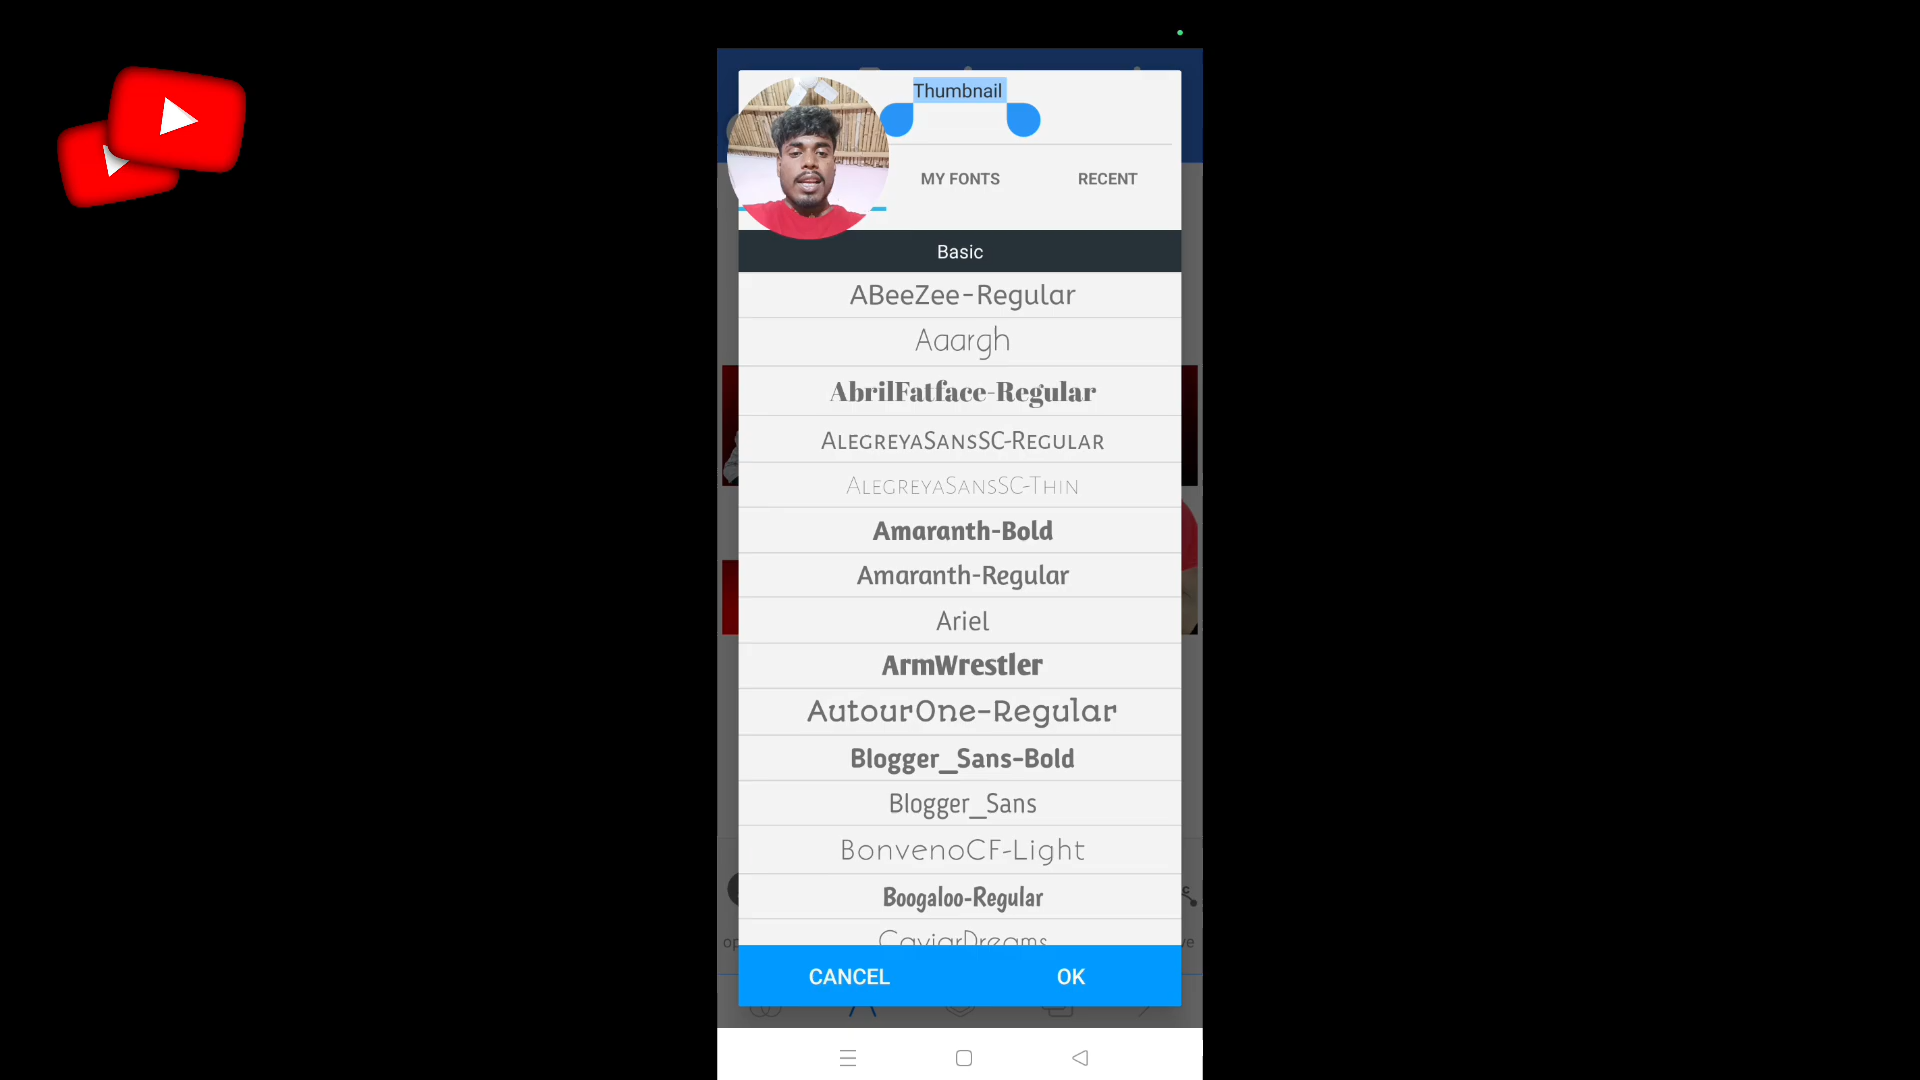 Thumbnail
MY FONTS
RECENT
Basic
ABeeZee-Regular
Aaargh
AbrilFatface-Regular
AlegreyaSansSC-Regular
AlegreyaSansSC-Thin
Amaranth-Bold
Amaranth-Regular
Ariel
ArmWrestler
AutourOne-Regular
Blogger_Sans-Bold
Blogger_Sans
BonvenoCF-Light
Boogaloo-Regular
CaviarDreams
CANCEL
OK